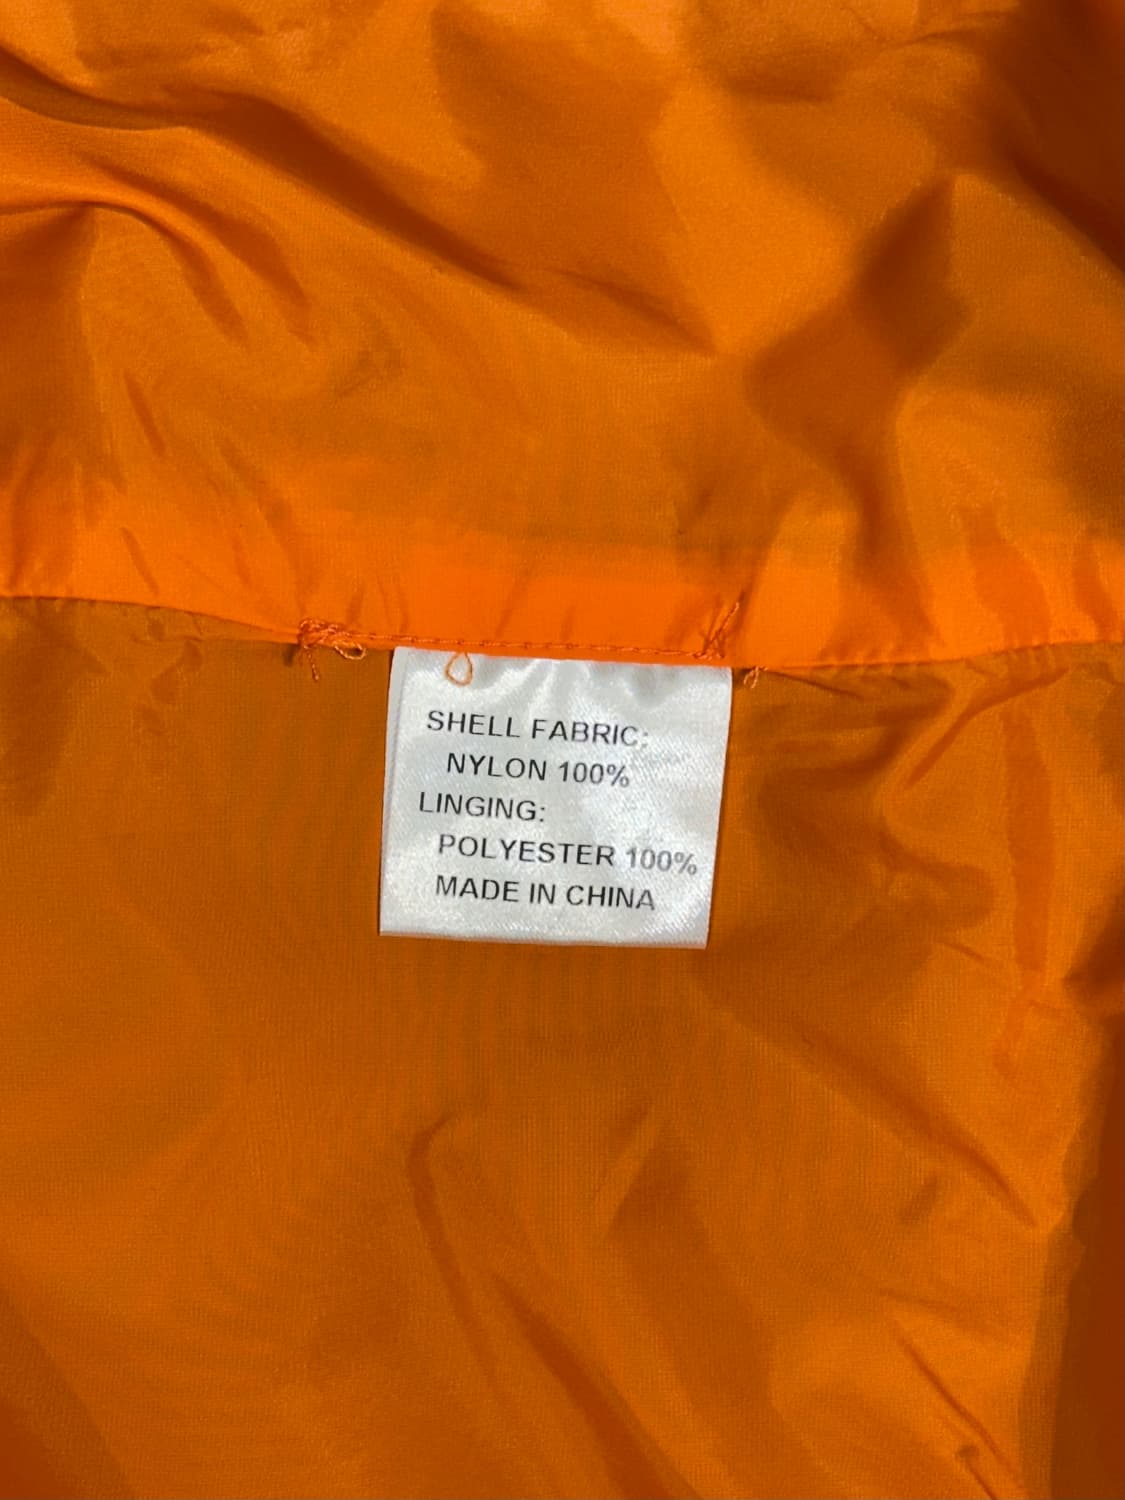 SHELL FABRIC:
NYLON 100%
LINGING:
POLYESTER 100%
MADE IN CHINA